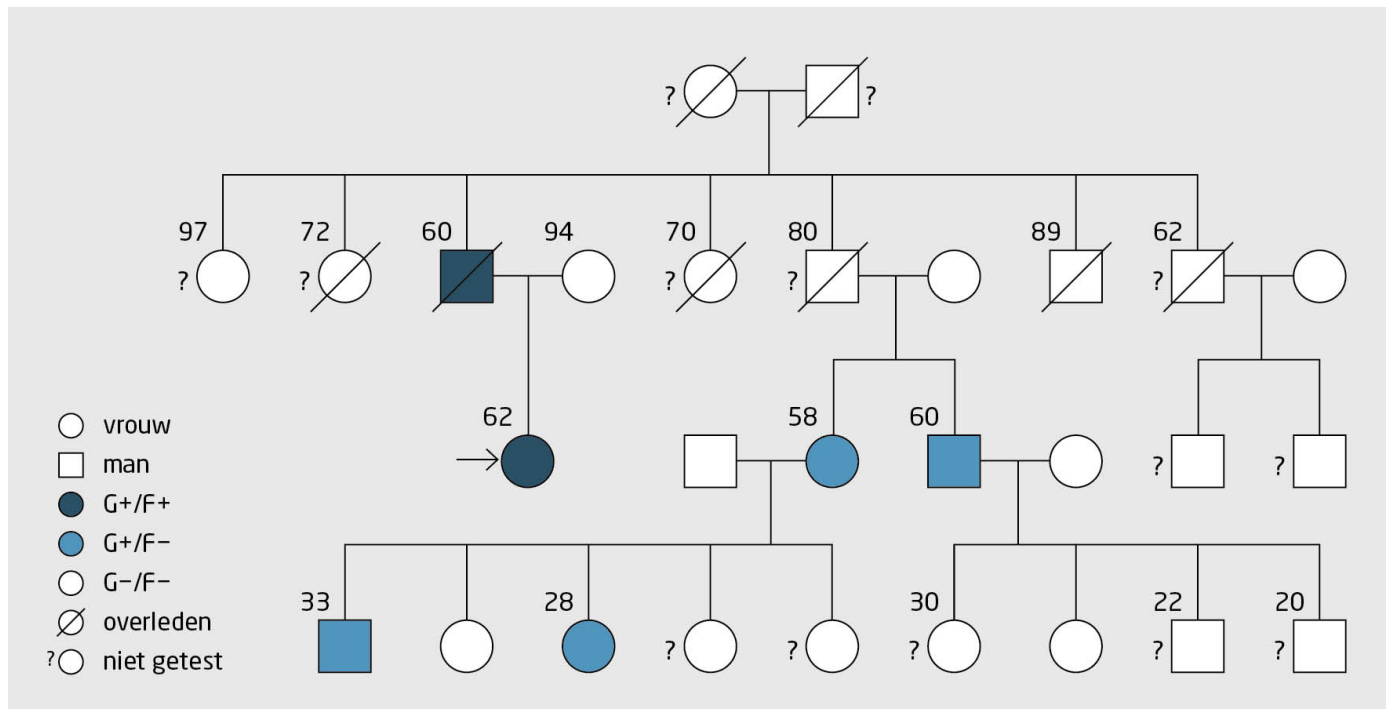 ? ?
97 72 60 94 70 80 89 62
? ? ? ? ?
62 58 60
? ?
vrouw
man
G+/F+
G+/F−
G−/F−
overleden
? niet getest
33 28 30 22 20
? ? ? ? ?